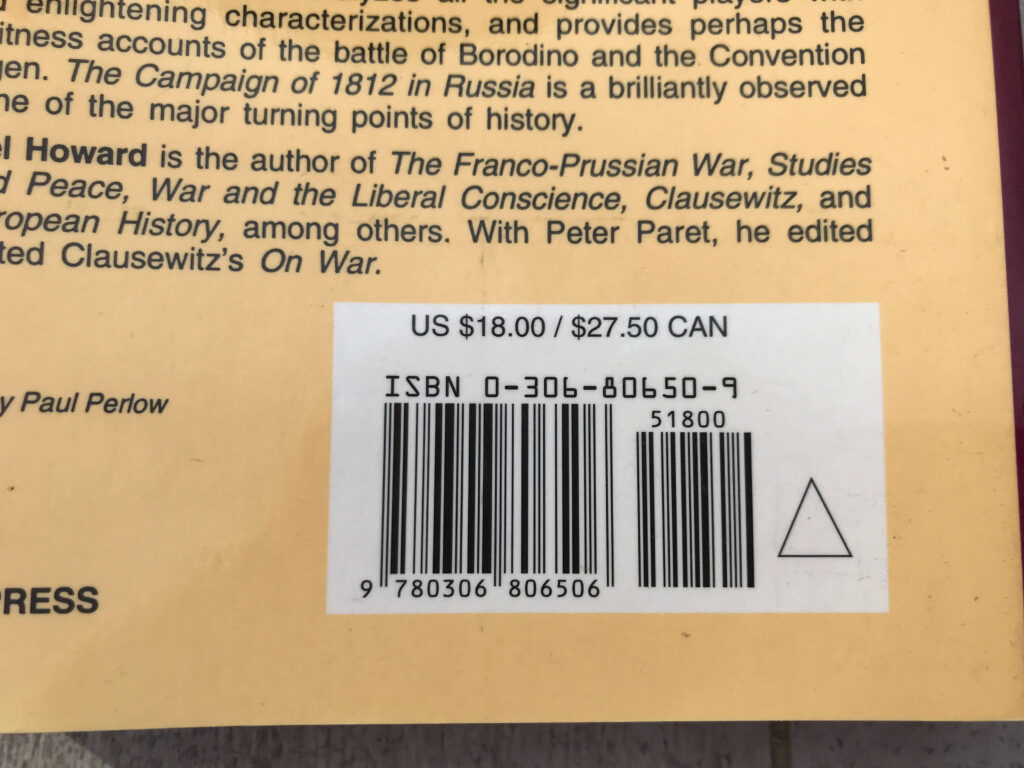 enlightening characterizations, and provides perhaps the
itness accounts of the battle of Borodino and the Convention
gen. The Campaign of 1812 in Russia is a brilliantly observed
ne of the major turning points of history.
el Howard is the author of The Franco-Prussian War, Studies
d Peace, War and the Liberal Conscience, Clausewitz, and
ropean History, among others. With Peter Paret, he edited
ted Clausewitz's On War.
US $18.00 / $27.50 CAN
ISBN 0-306-80650-9
51800
y Paul Perlow
9 780306 806506
PRESS